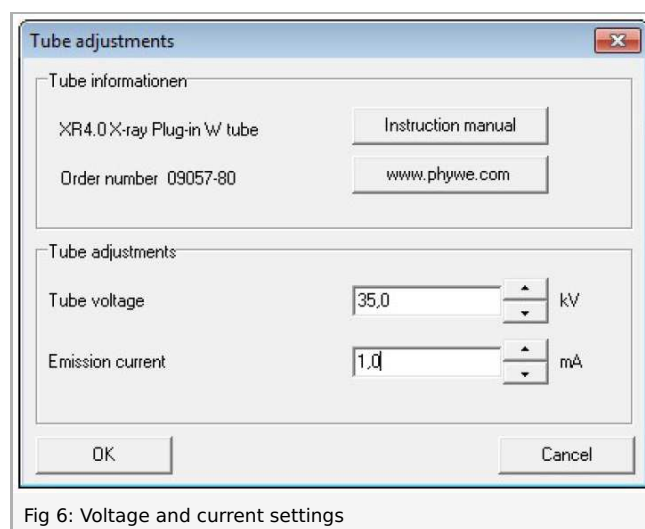 Tube adjustments
Tube informationen
XR4.0 X-ray Plug-in W tube
Instruction manual
Order number 09057-80
www.phywe.com
Tube adjustments
Tube voltage 35,0 kV
Emission current 1,0 mA
OK Cancel
Fig 6: Voltage and current settings